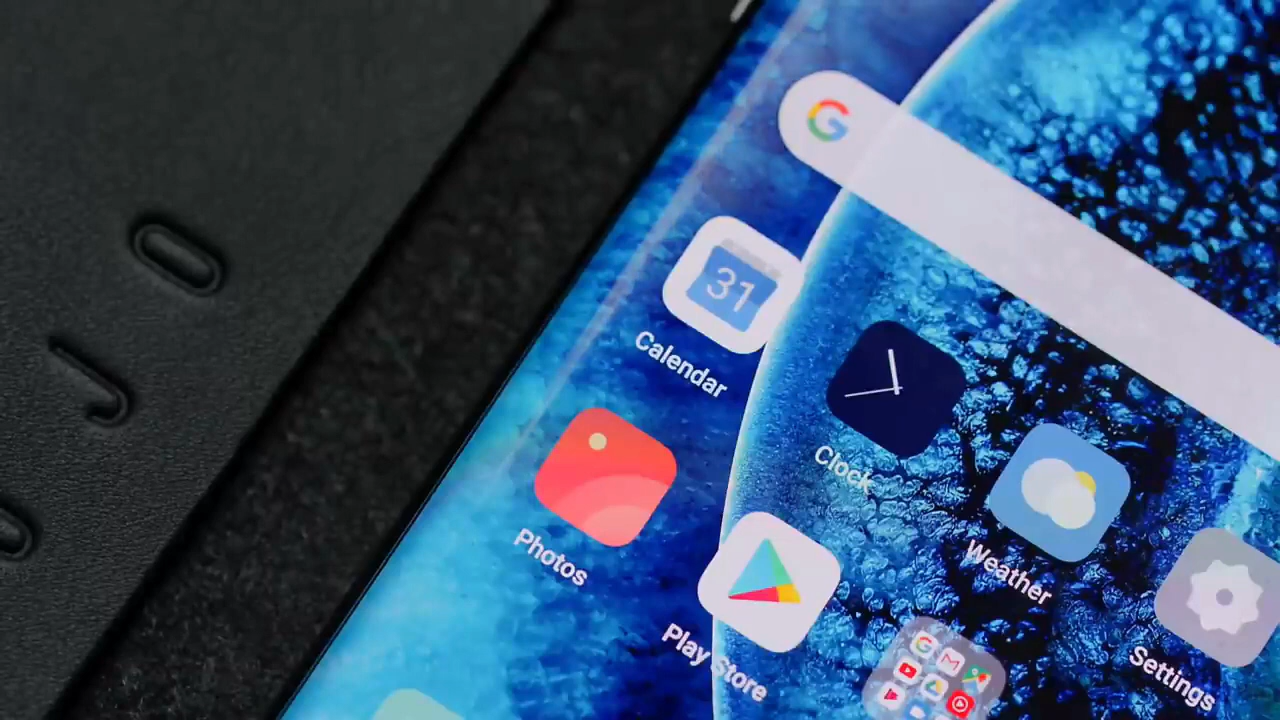 G
31
Calendar
Clock
Weather
Settings
Photos
Play Store
O
J